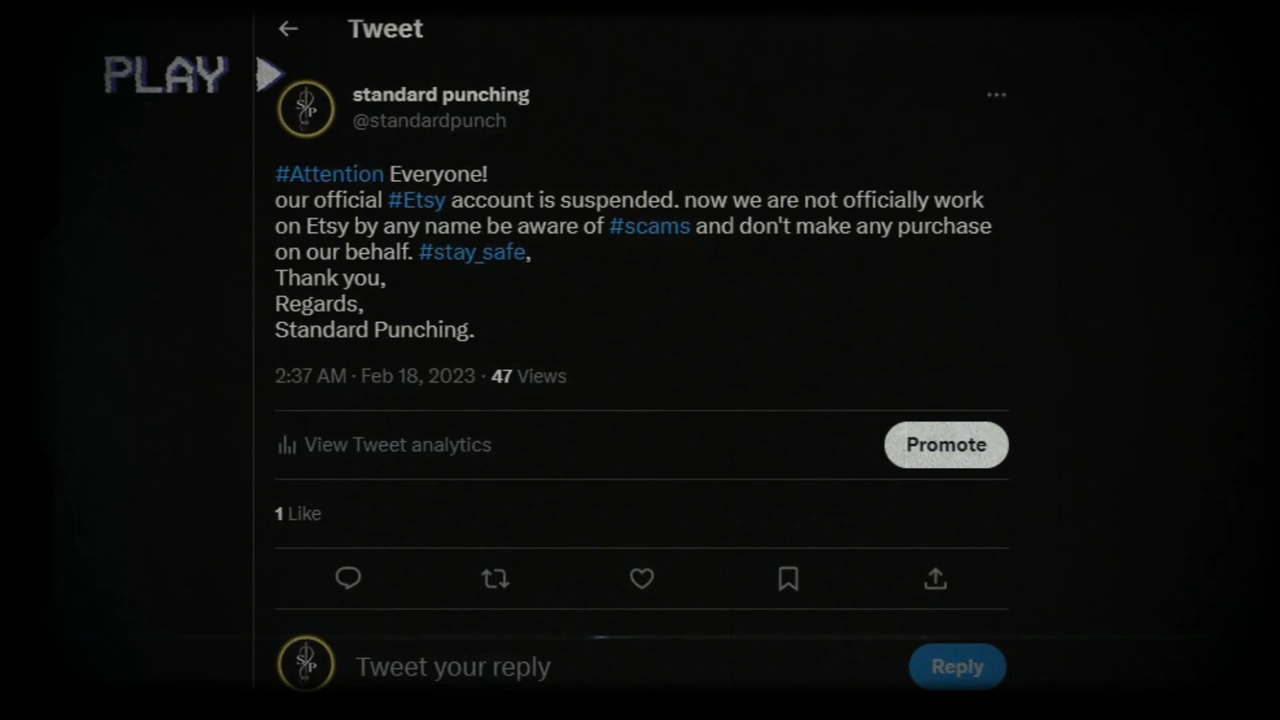 Tweet
PLAY
standard punching
@standardpunch
#Attention Everyone!
our official #Etsy account is suspended. now we are not officially work
on Etsy by any name be aware of #scams and don't make any purchase
on our behalf. #stay_safe,
Thank you,
Regards,
Standard Punching.
2:37 AM · Feb 18, 2023 · 47 Views
View Tweet analytics
Promote
1 Like
SP
Tweet your reply
Reply